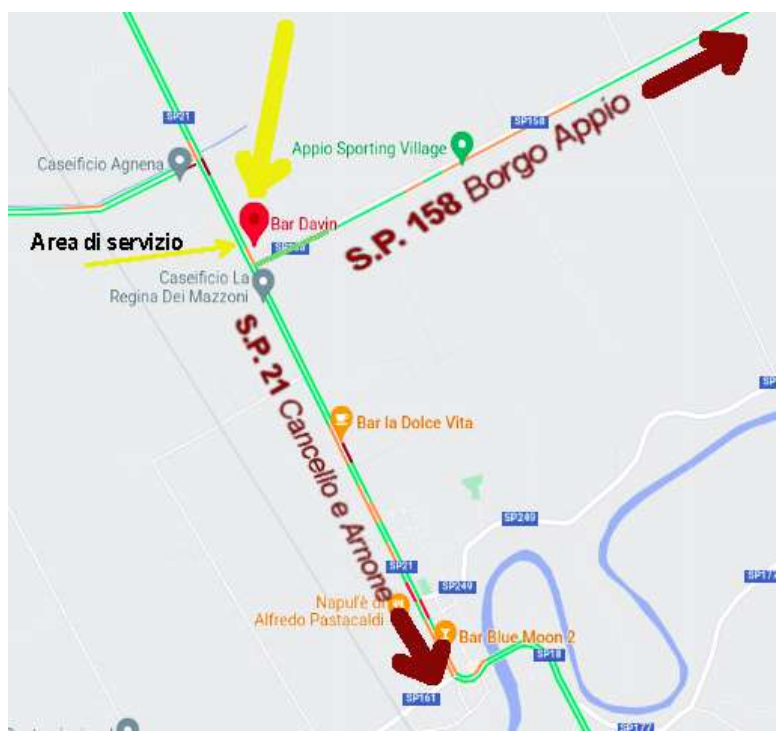 SP21
Caseificio Agnena
Appio Sporting Village
SP158
S.P. 158 Borgo Appio
Bar Davin
Area di servizio
Caseificio La
Regina Dei Mazzoni
S.P. 21 Cancello e Arnone
Bar la Dolce Vita
SP249
SP21
SP249
SP177
Napul'è di
Alfredo Pastacaldi
Bar Blue Moon 2
SP18
SP161
SP177